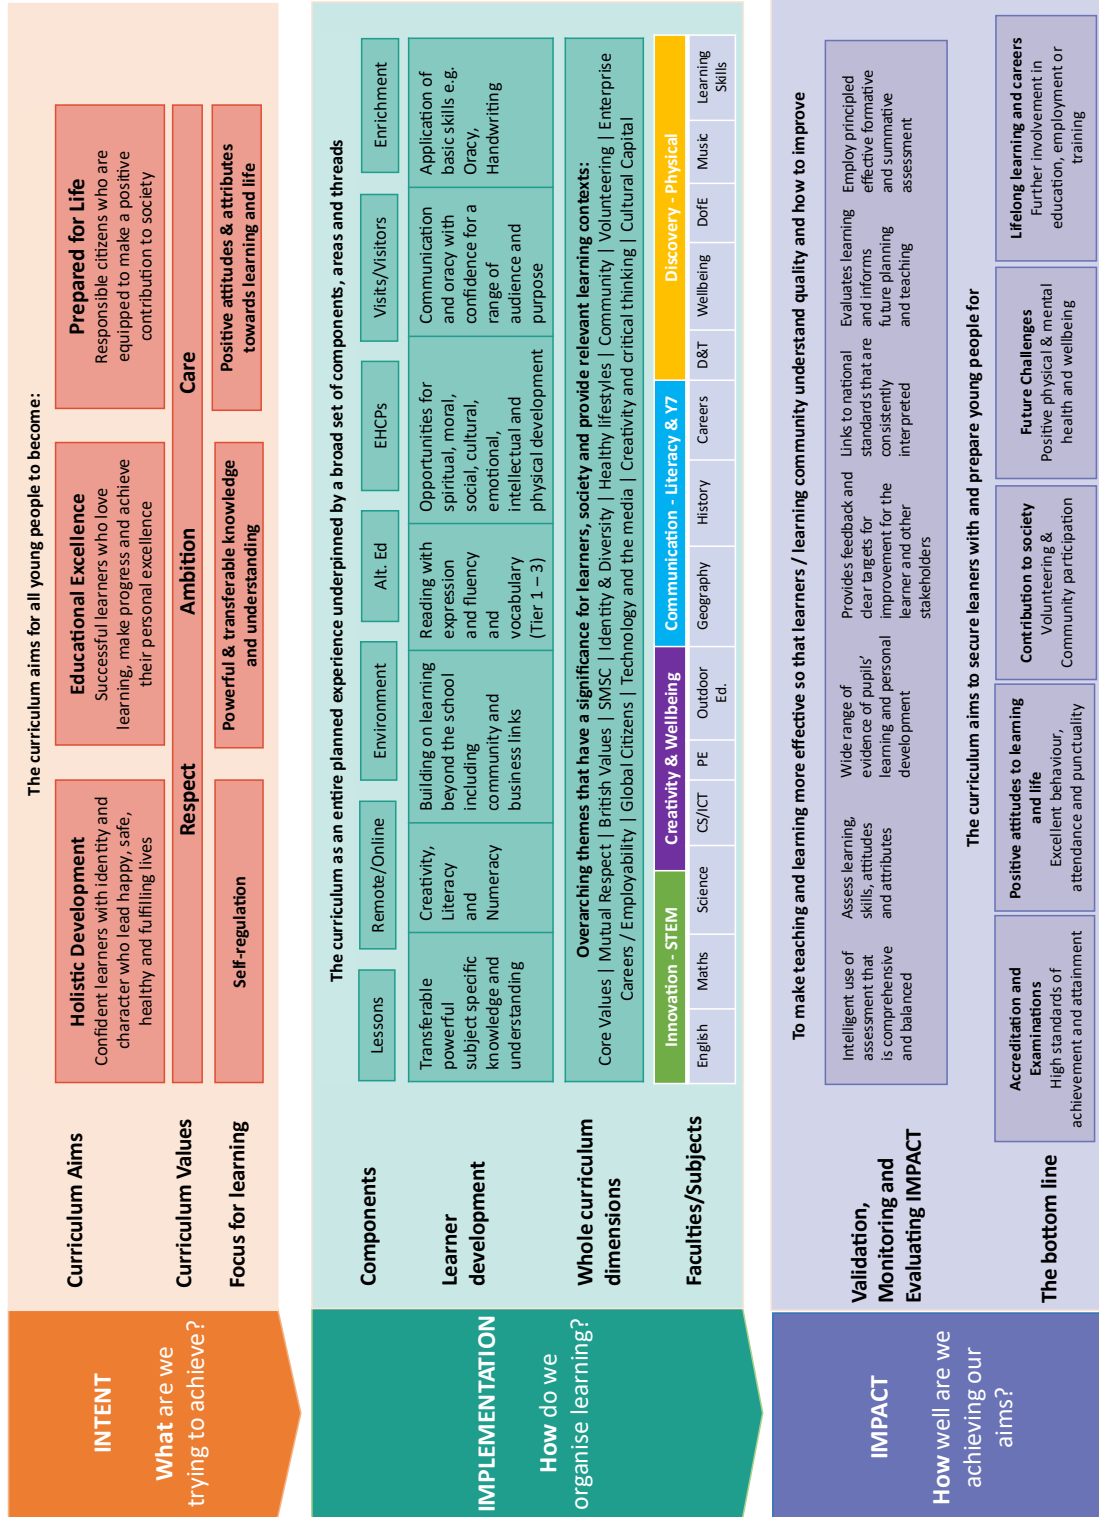 INTENT
What are we
trying to achieve?
The curriculum aims for all young people to become:
Curriculum Aims
Holistic Development
Confident learners with identity and
character who lead happy, safe,
healthy and fulfilling lives
Educational Excellence
Successful learners who love
learning, make progress and achieve
their personal excellence
Prepared for Life
Responsible citizens who are
equipped to make a positive
contribution to society
Curriculum Values
Respect
Ambition
Care
Focus for learning
Self-regulation
Powerful & transferable knowledge
and understanding
Positive attitudes & attributes
towards learning and life
IMPLEMENTATION
How do we
organise learning?
The curriculum as an entire planned experience underpinned by a broad set of components, areas and threads
Components
Lessons
Remote/Online
Environment
Alt. Ed
EHCPs
Visits/Visitors
Enrichment
Learner
development
Transferable
powerful
subject specific
knowledge and
understanding
Creativity,
Literacy
and
Numeracy
Building on learning
beyond the school
including
community and
business links
Reading with
expression
and fluency
and
vocabulary
(Tier 1 – 3)
Opportunities for
spiritual, moral,
social, cultural,
emotional,
intellectual and
physical development
Communication
and oracy with
confidence for a
range of
audience and
purpose
Application of
basic skills e.g.
Oracy,
Handwriting
Whole curriculum
dimensions
Overarching themes that have a significance for learners, society and provide relevant learning contexts:
Core Values | Mutual Respect | British Values | SMSC | Identity & Diversity | Healthy lifestyles | Community | Volunteering | Enterprise
Careers / Employability | Global Citizens | Technology and the media | Creativity and critical thinking | Cultural Capital
Faculties/Subjects
Innovation - STEM
Creativity & Wellbeing
Communication - Literacy & Y7
Discovery - Physical
English
Maths
Science
CS/ICT
PE
Outdoor
Ed.
Geography
History
Careers
D&T
Wellbeing
DofE
Music
Learning
Skills
IMPACT
How well are we
achieving our
aims?
To make teaching and learning more effective so that learners / learning community understand quality and how to improve
Validation,
Monitoring and
Evaluating IMPACT
Intelligent use of
assessment that
is comprehensive
and balanced
Assess learning,
skills, attitudes
and attributes
Wide range of
evidence of pupils'
learning and personal
development
Provides feedback and
clear targets for
improvement for the
learner and other
stakeholders
Links to national
standards that are
consistently
interpreted
Evaluates learning
and informs
future planning
and teaching
Employ principled
effective formative
and summative
assessment
The curriculum aims to secure leaners with and prepare young people for
The bottom line
Accreditation and
Examinations
High standards of
achievement and attainment
Positive attitudes to learning
and life
Excellent behaviour,
attendance and punctuality
Contribution to society
Volunteering &
Community participation
Future Challenges
Positive physical & mental
health and wellbeing
Lifelong learning and careers
Further involvement in
education, employment or
training